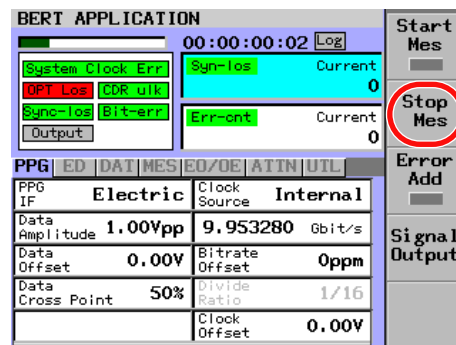 BERT APPLICATION
00:00:00:02 Log
System Clock Err
OPT Los CDR ulk
Sync-los Bit-err
Output
Syn-los Current
0
Err-cnt Current
0
PPG ED DAT MES EO/OE ATTN UTL
PPG IF Electric
Clock Source Internal
Data Amplitude 1.00Vpp
9.953280 Gbit/s
Data Offset 0.00V
Bitrate Offset 0ppm
Data Cross Point 50%
Divide Ratio 1/16
Clock Offset 0.00V
Start Mes
Stop Mes
Error Add
Signal Output